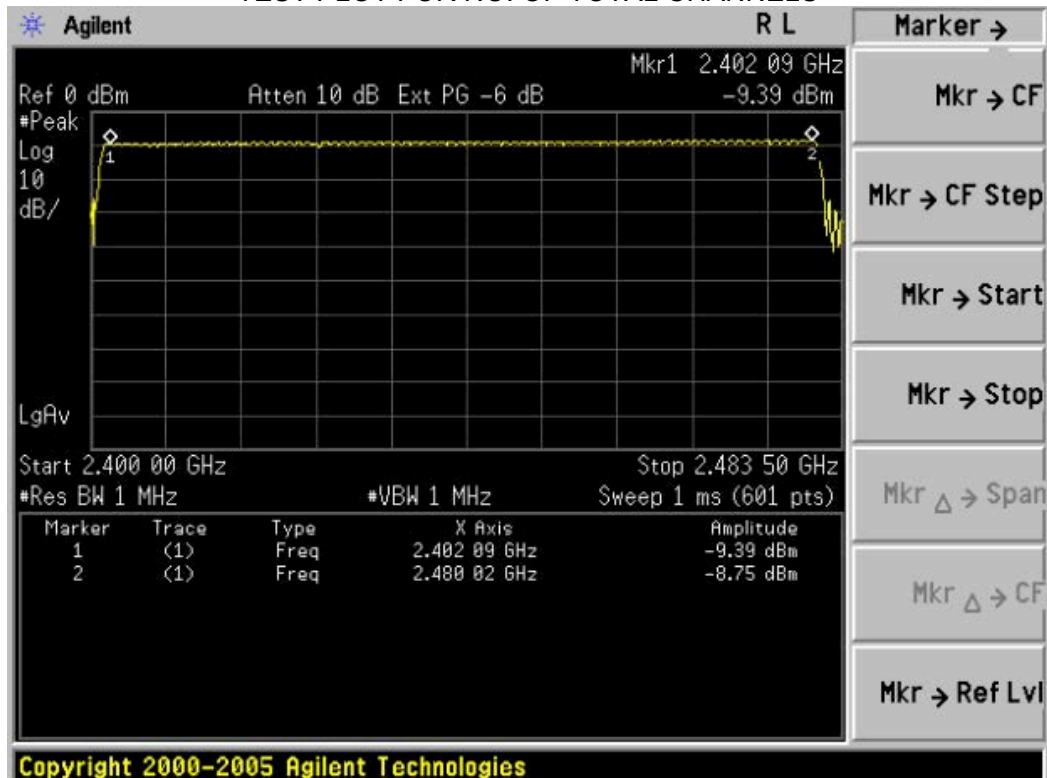 Agilent R L
Mkr1 2.402 09 GHz
Ref 0 dBm Atten 10 dB Ext PG -6 dB -9.39 dBm
#Peak
Log
10
dB/
1
2
LgAv
Start 2.400 00 GHz Stop 2.483 50 GHz
#Res BW 1 MHz #VBW 1 MHz Sweep 1 ms (601 pts)
Marker Trace Type X Axis Amplitude
1 (1) Freq 2.402 09 GHz -9.39 dBm
2 (1) Freq 2.480 02 GHz -8.75 dBm
Marker →
Mkr → CF
Mkr → CF Step
Mkr → Start
Mkr → Stop
Mkr △ → Span
Mkr △ → CF
Mkr → Ref Lvl
Copyright 2000-2005 Agilent Technologies